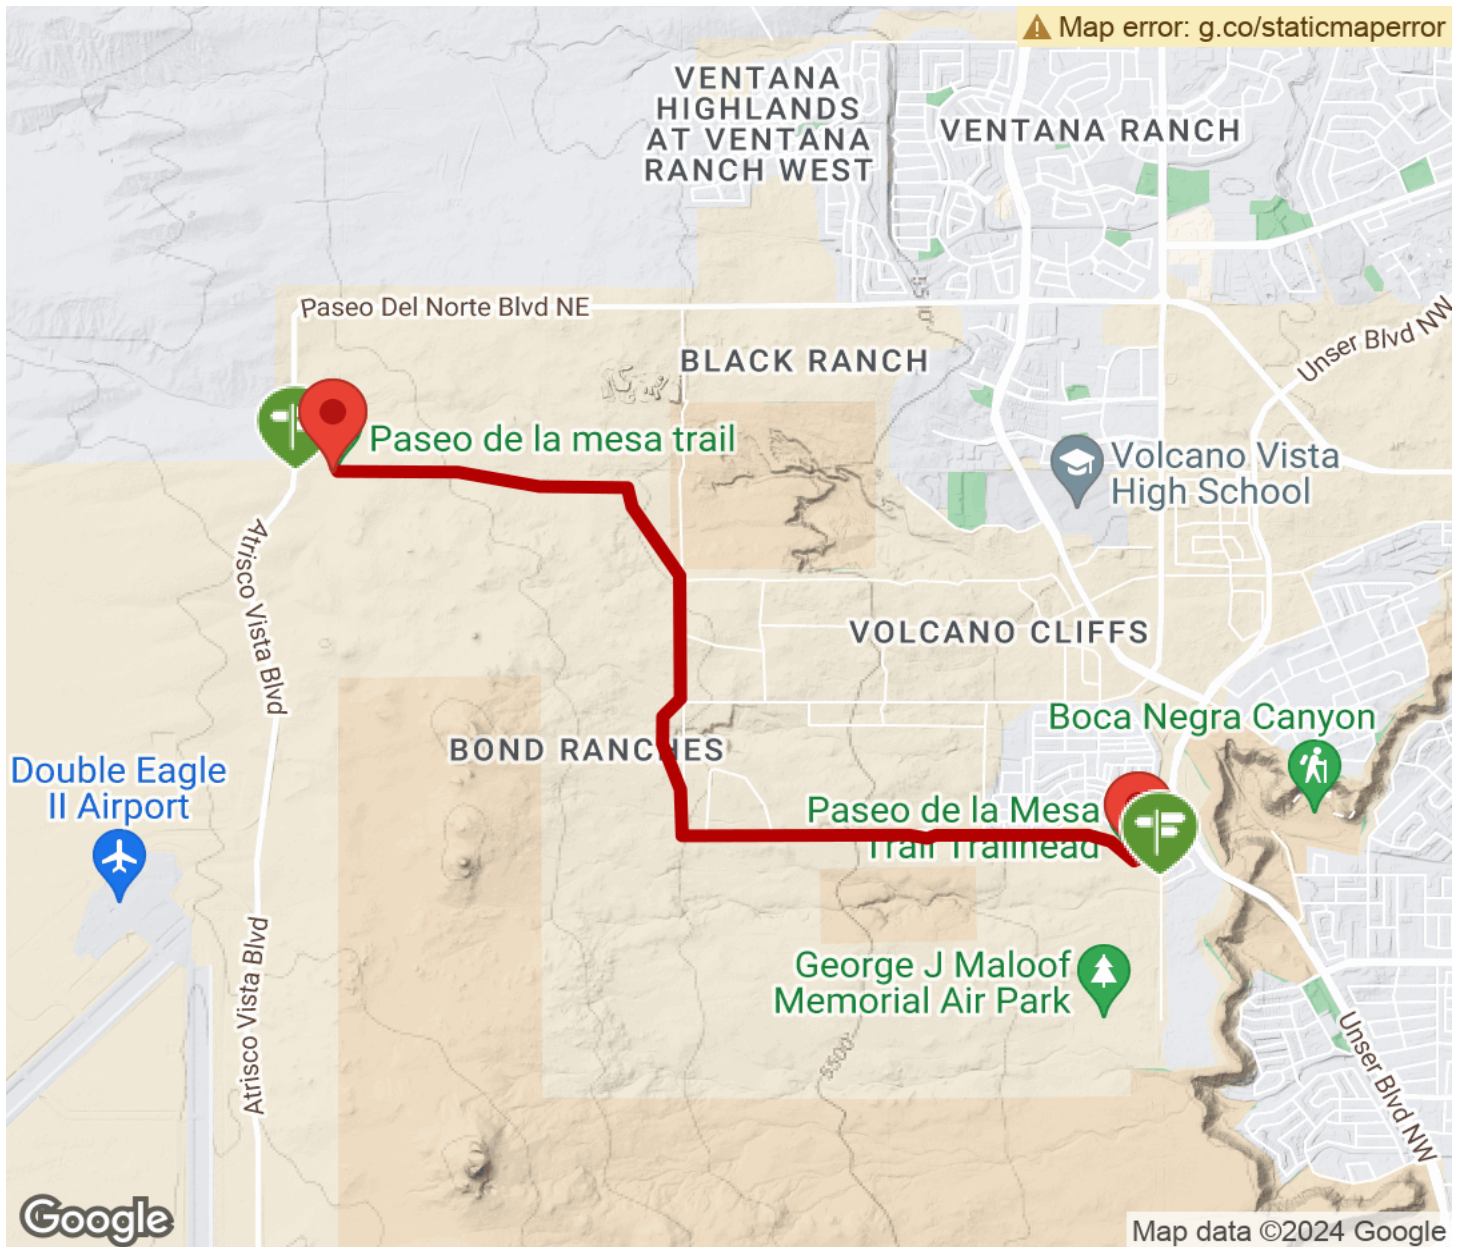 Map error: g.co/staticmaperror
VENTANA
HIGHLANDS
AT VENTANA
RANCH WEST
VENTANA RANCH
Paseo Del Norte Blvd NE
5510'
Unser Blvd NW
BLACK RANCH
Paseo de la mesa trail
Volcano Vista
High School
Atrisco Vista Blvd
VOLCANO CLIFFS
Boca Negra Canyon
BOND RANCHES
Double Eagle
II Airport
Paseo de la Mesa
Trail Trailhead
Atrisco Vista Blvd
George J Maloof
Memorial Air Park
5500'
Unser Blvd NW
Google
Map data ©2024 Google